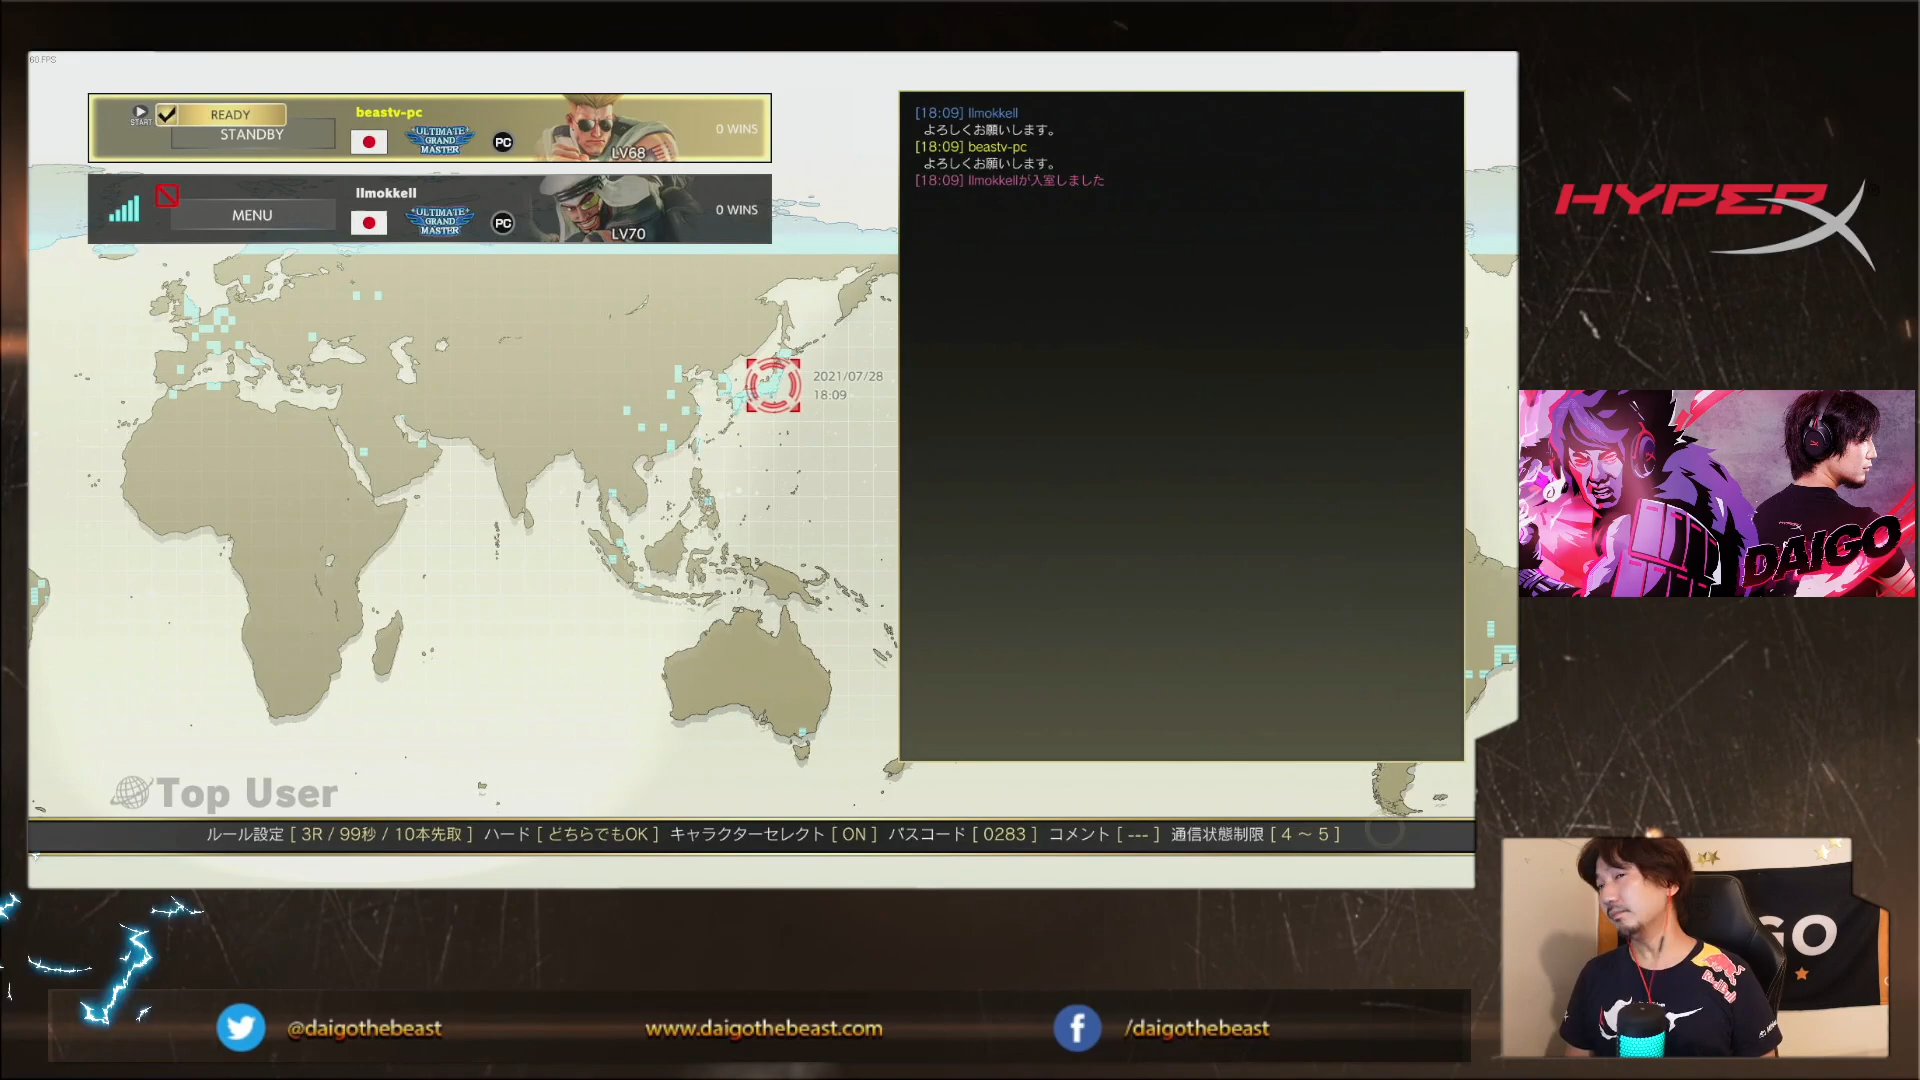 60 FPS
START
READY
STANDBY
beastv-pc
ULTIMATE GRAND MASTER
PC
LV68
0 WINS
MENU
llmokkell
ULTIMATE GRAND MASTER
PC
LV70
0 WINS
[18:09] llmokkell
よろしくお願いします。
[18:09] beastv-pc
よろしくお願いします。
[18:09] llmokkellが入室しました
2021/07/28
18:09
Top User
ルール設定 [ 3R / 99秒 / 10本先取 ] ハード [ どちらでもOK ] キャラクターセレクト [ ON ] パスコード [ 0283 ] コメント [ --- ] 通信状態制限 [ 4 ～ 5 ]
HYPERX
DAIGO
GO
Red Bull
@daigothebeast
www.daigothebeast.com
/daigothebeast